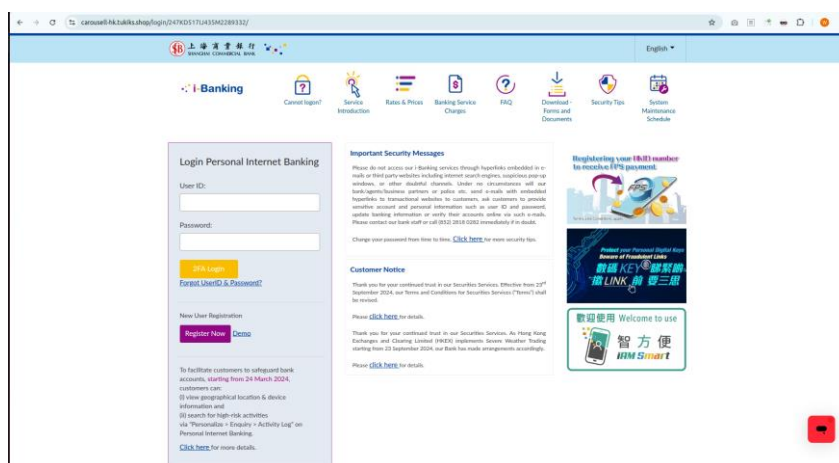 carousell-hk.tukiks.shop/login/247KDS17U435M2289332/
上海商業銀行
SHANGHAI COMMERCIAL BANK
English
i-Banking
Cannot logon?
Service
Introduction
Rates & Prices
Banking Service
Charges
FAQ
Download -
Forms and
Documents
Security Tips
System
Maintenance
Schedule
Login Personal Internet Banking
User ID:
Password:
2FA Login
Forgot UserID & Password?
New User Registration
Register Now Demo
To facilitate customers to safeguard bank
accounts, starting from 24 March 2024,
customers can:
(i) view geographical location & device
information and
(ii) search for high-risk activities
via "Personalize > Enquiry > Activity Log" on
Personal Internet Banking.
Click here for more details.
Important Security Messages
Please do not access our i-Banking services through hyperlinks embedded in e-
mails or third party websites including internet search engines, suspicious pop-up
windows, or other doubtful channels. Under no circumstances will our
bank/agents/business partners or police etc. send e-mails with embedded
hyperlinks to transactional websites to customers, ask customers to provide
sensitive account and personal information such as user ID and password,
update banking information or verify their accounts online via such e-mails.
Please contact our bank staff or call (852) 2818 0282 immediately if in doubt.
Change your password from time to time. Click here for more security tips.
Customer Notice
Thank you for your continued trust in our Securities Services. Effective from 23rd
September 2024, our Terms and Conditions for Securities Services ("Terms") shall
be revised.
Please click here for details.
Thank you for your continued trust in our Securities Services. As Hong Kong
Exchanges and Clearing Limited (HKEX) implements Severe Weather Trading
starting from 23 September 2024, our Bank has made arrangements accordingly.
Please click here for details.
Registering your HKID number
to receive FPS payment.
FPS
Protect your Personal Digital Keys
Beware of Fraudulent Links
數碼KEY 睇緊啲
撳LINK前 要三思
歡迎使用 Welcome to use
智方便
iAM Smart